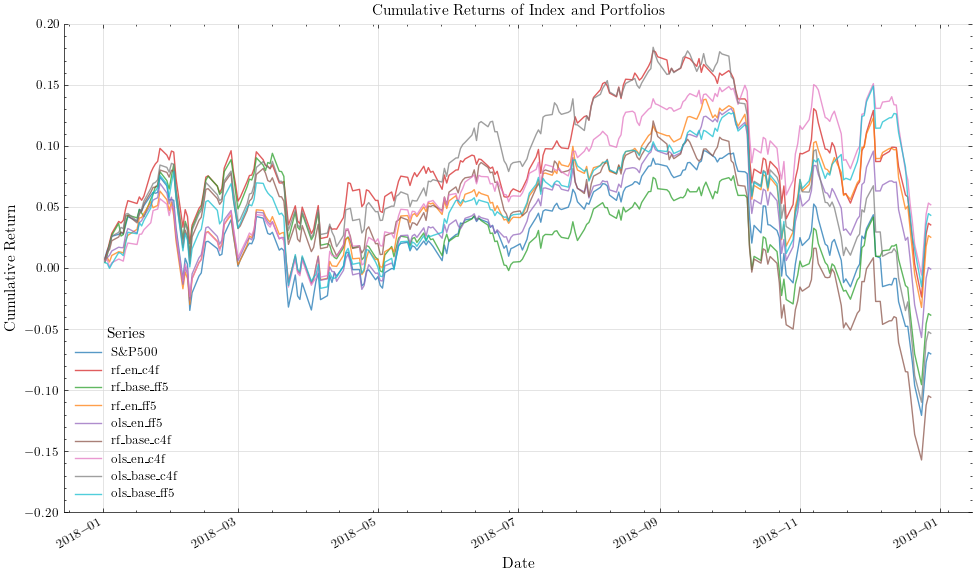 Cumulative Returns of Index and Portfolios
Cumulative Return
0.20
0.15
0.10
0.05
0.00
−0.05
−0.10
−0.15
−0.20
Series
S&P500
rf_en_c4f
rf_base_ff5
rf_en_ff5
ols_en_ff5
rf_base_c4f
ols_en_c4f
ols_base_c4f
ols_base_ff5
2018−01
2018−03
2018−05
2018−07
2018−09
2018−11
2019−01
Date